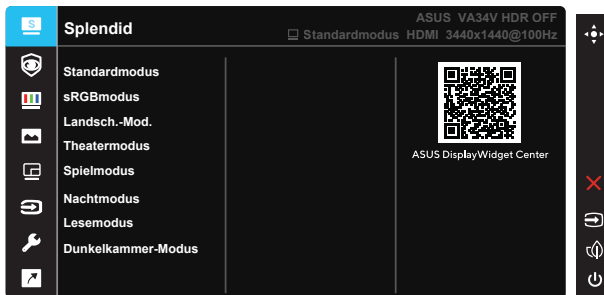 S
Splendid
ASUS VA34V HDR OFF
Standardmodus HDMI 3440x1440@100Hz
Standardmodus
sRGBmodus
Landsch.-Mod.
Theatermodus
Spielmodus
Nachtmodus
Lesemodus
Dunkelkammer-Modus
ASUS DisplayWidget Center